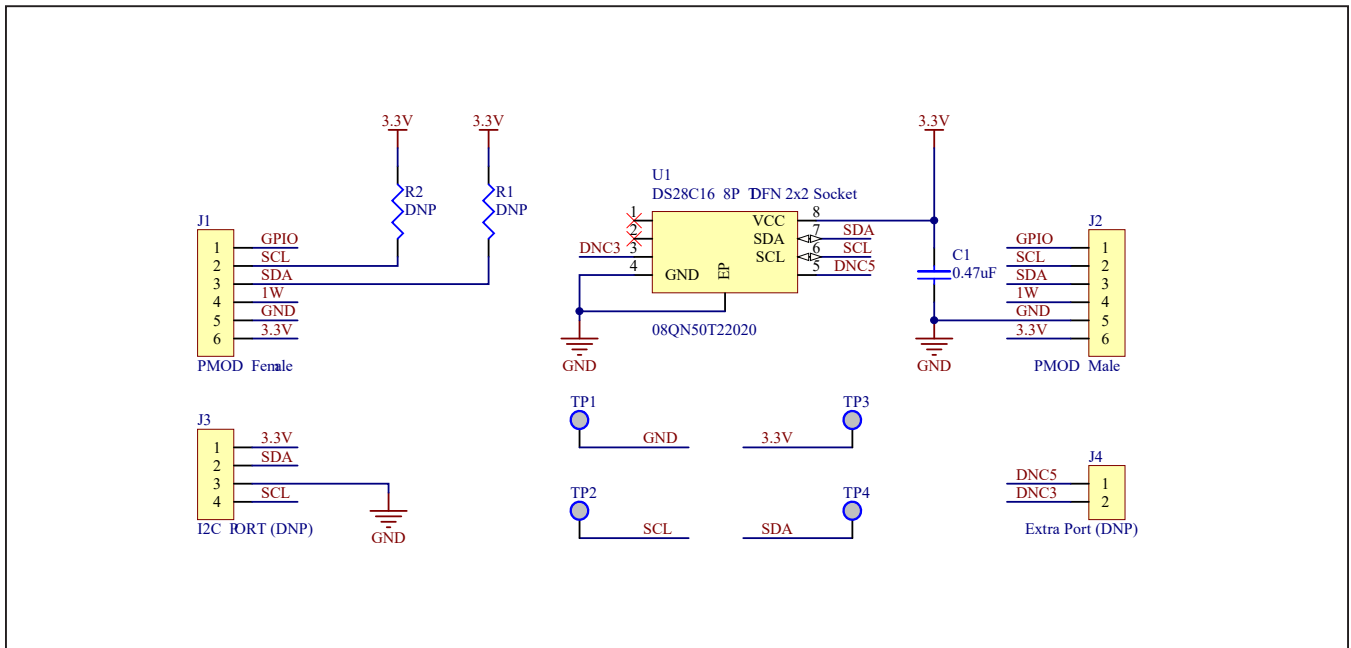 3.3V
3.3V
R2
DNP
R1
DNP
J1
1 GPIO
2 SCL
3 SDA
4 1W
5 GND
6 3.3V
PMOD Female
U1
DS28C16 8P TDFN 2x2 Socket
1
2
DNC3 3
4 GND
EP
VCC 8
SDA 7 SDA
SCL 6 SCL
5 DNC5
08QN50T22020
GND
3.3V
C1
0.47uF
GND
J2
GPIO 1
SCL 2
SDA 3
1W 4
GND 5
3.3V 6
PMOD Male
J3
1 3.3V
2 SDA
3
4 SCL
I2C PORT (DNP)
GND
TP1
GND
TP3
3.3V
TP2
SCL
TP4
SDA
J4
DNC5 1
DNC3 2
Extra Port (DNP)